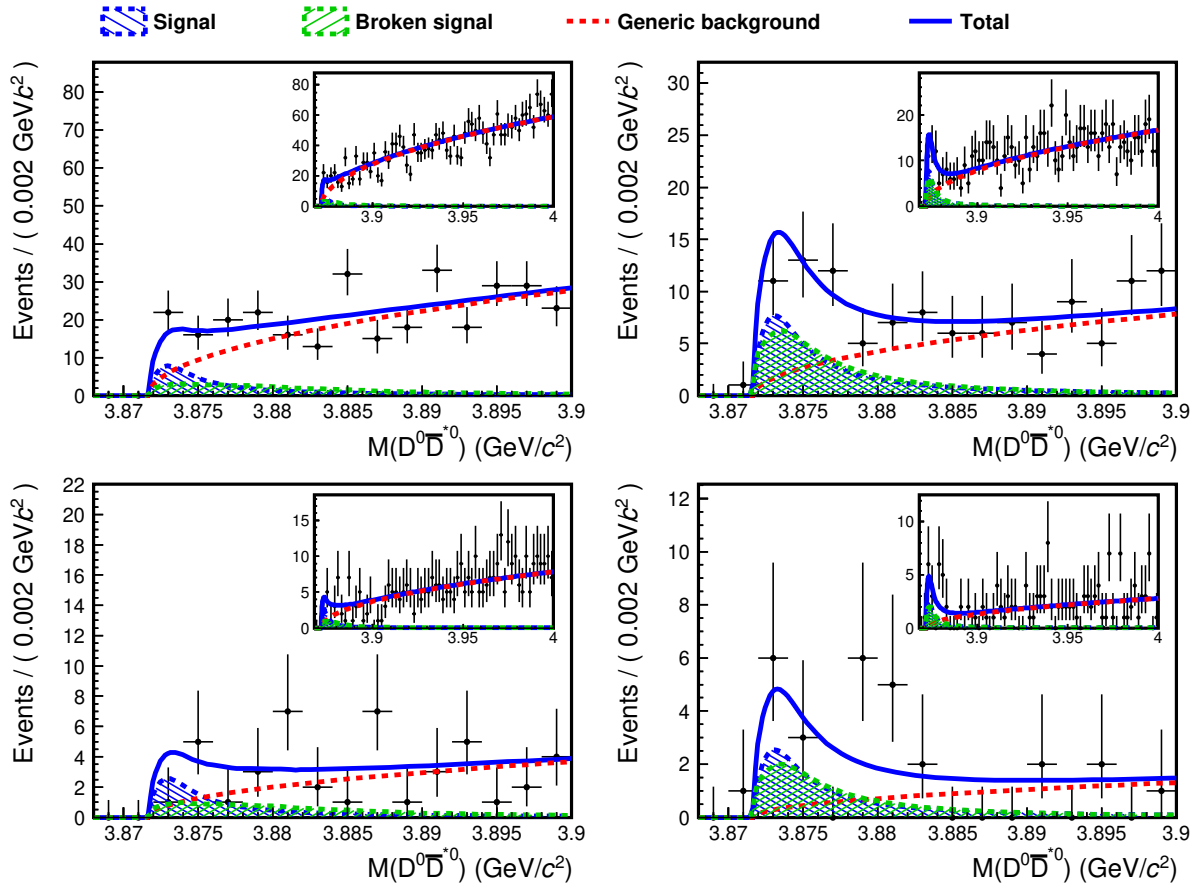 Signal Broken signal Generic background Total
Events / ( 0.002 GeV/c² )
80
70
60
50
40
30
20
10
0
80
60
40
20
0
3.9 3.95 4
3.87 3.875 3.88 3.885 3.89 3.895 3.9
M(D⁰D̅*⁰) (GeV/c²)
Events / ( 0.002 GeV/c² )
30
25
20
15
10
5
0
20
10
0
3.9 3.95 4
3.87 3.875 3.88 3.885 3.89 3.895 3.9
M(D⁰D̅*⁰) (GeV/c²)
Events / ( 0.002 GeV/c² )
22
20
18
16
14
12
10
8
6
4
2
0
15
10
5
0
3.9 3.95 4
3.87 3.875 3.88 3.885 3.89 3.895 3.9
M(D⁰D̅*⁰) (GeV/c²)
Events / ( 0.002 GeV/c² )
12
10
8
6
4
2
0
10
5
0
3.9 3.95 4
3.87 3.875 3.88 3.885 3.89 3.895 3.9
M(D⁰D̅*⁰) (GeV/c²)